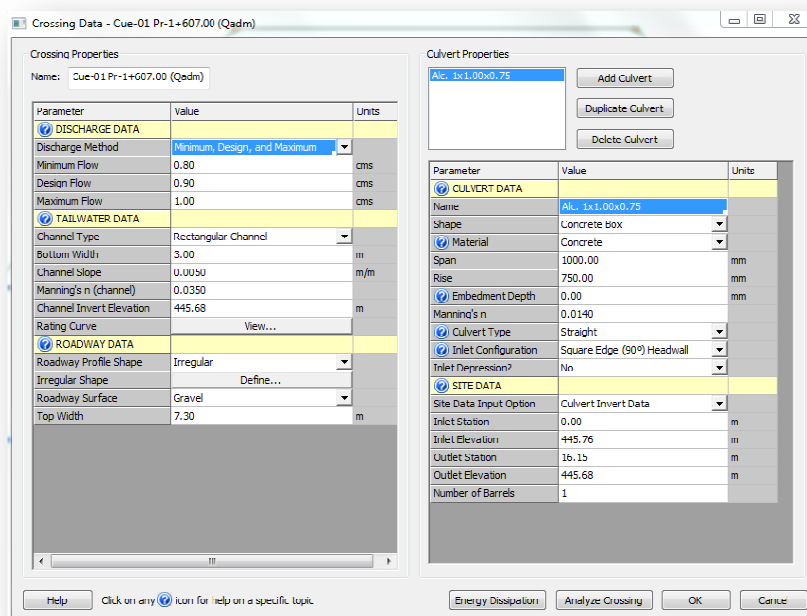 Crossing Data - Cue-01 Pr-1+607.00 (Qadm)
Crossing Properties
Name: Cue-01 Pr-1+607.00 (Qadm)
Parameter Value Units
DISCHARGE DATA
Discharge Method Minimum, Design, and Maximum
Minimum Flow 0.80 cms
Design Flow 0.90 cms
Maximum Flow 1.00 cms
TAILWATER DATA
Channel Type Rectangular Channel
Bottom Width 3.00 m
Channel Slope 0.0050 m/m
Manning's n (channel) 0.0350
Channel Invert Elevation 445.68 m
Rating Curve View...
ROADWAY DATA
Roadway Profile Shape Irregular
Irregular Shape Define...
Roadway Surface Gravel
Top Width 7.30 m
Culvert Properties
Alc. 1x1.00x0.75
Add Culvert
Duplicate Culvert
Delete Culvert
Parameter Value Units
CULVERT DATA
Name Alc. 1x1.00x0.75
Shape Concrete Box
Material Concrete
Span 1000.00 mm
Rise 750.00 mm
Embedment Depth 0.00 mm
Manning's n 0.0140
Culvert Type Straight
Inlet Configuration Square Edge (90º) Headwall
Inlet Depression? No
SITE DATA
Site Data Input Option Culvert Invert Data
Inlet Station 0.00 m
Inlet Elevation 445.76 m
Outlet Station 16.15 m
Outlet Elevation 445.68 m
Number of Barrels 1
Help Click on any ? icon for help on a specific topic Energy Dissipation Analyze Crossing OK Cancel